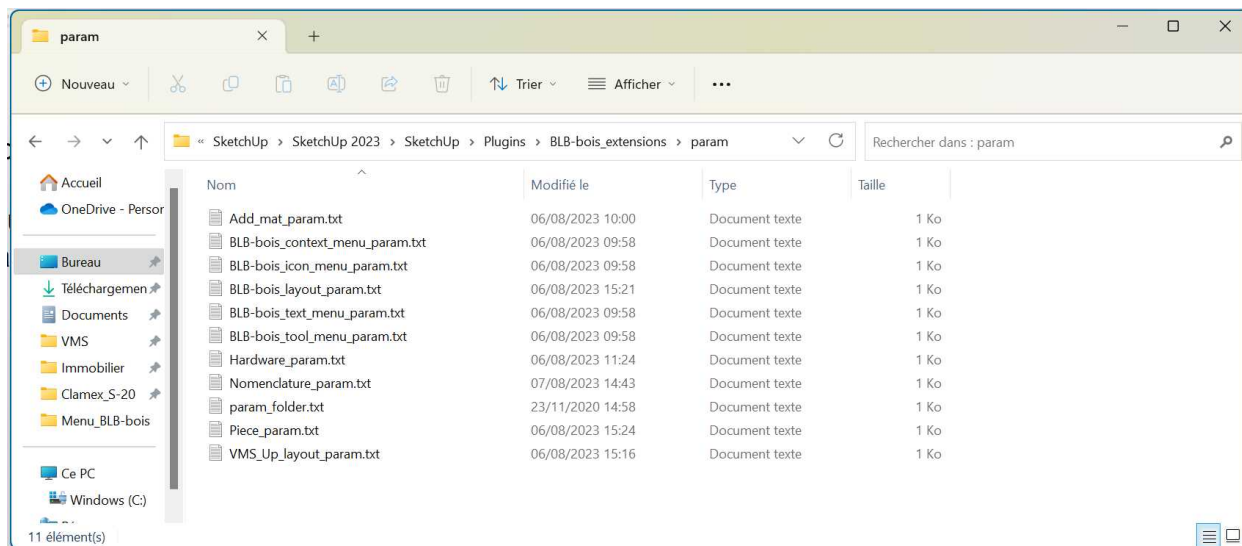 param
Nouveau
Trier
Afficher
« SketchUp > SketchUp 2023 > SketchUp > Plugins > BLB-bois_extensions > param
Rechercher dans : param
Accueil
OneDrive - Persor
Bureau
Téléchargemen
Documents
VMS
Immobilier
Clamex_S-20
Menu_BLB-bois
Ce PC
Windows (C:)
Nom Modifié le Type Taille
Add_mat_param.txt 06/08/2023 10:00 Document texte 1 Ko
BLB-bois_context_menu_param.txt 06/08/2023 09:58 Document texte 1 Ko
BLB-bois_icon_menu_param.txt 06/08/2023 09:58 Document texte 1 Ko
BLB-bois_layout_param.txt 06/08/2023 15:21 Document texte 1 Ko
BLB-bois_text_menu_param.txt 06/08/2023 09:58 Document texte 1 Ko
BLB-bois_tool_menu_param.txt 06/08/2023 09:58 Document texte 1 Ko
Hardware_param.txt 06/08/2023 11:24 Document texte 1 Ko
Nomenclature_param.txt 07/08/2023 14:43 Document texte 1 Ko
param_folder.txt 23/11/2020 14:58 Document texte 1 Ko
Piece_param.txt 06/08/2023 15:24 Document texte 1 Ko
VMS_Up_layout_param.txt 06/08/2023 15:16 Document texte 1 Ko
11 élément(s)